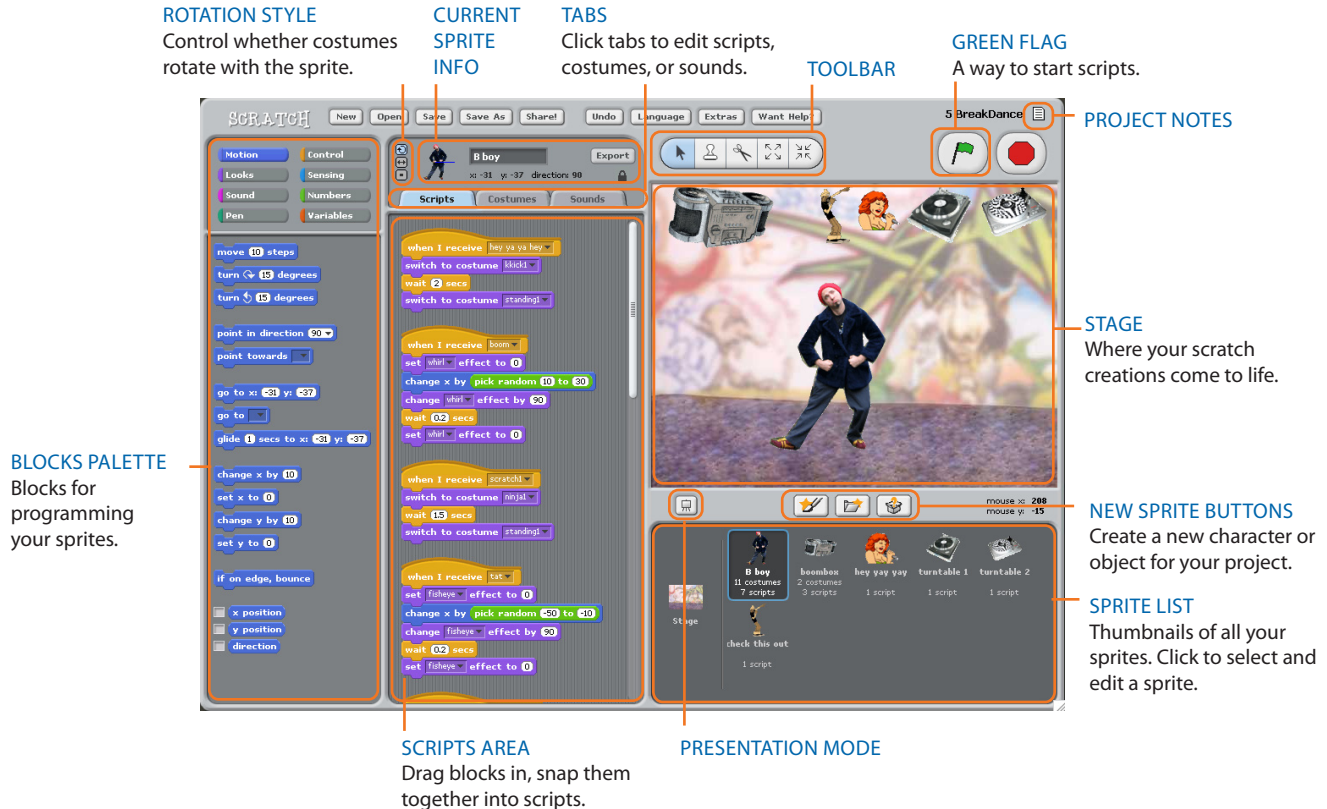 ROTATION STYLE
Control whether costumes
rotate with the sprite.
CURRENT
SPRITE
INFO
TABS
Click tabs to edit scripts,
costumes, or sounds.
TOOLBAR
GREEN FLAG
A way to start scripts.
PROJECT NOTES
SCRATCH New Open Save Save As Share! Undo Language Extras Want Help? 5 BreakDance
Motion Control
Looks Sensing
Sound Numbers
Pen Variables
move 10 steps
turn 15 degrees
turn 15 degrees
point in direction 90
point towards
go to x: -31 y: -37
go to
glide 1 secs to x: -31 y: -37
change x by 10
set x to 0
change y by 10
set y to 0
if on edge, bounce
x position
y position
direction
B boy Export
x: -31 y: -37 direction: 90
Scripts Costumes Sounds
when I receive hey ya ya hey
switch to costume kkick1
wait 2 secs
switch to costume standing1
when I receive boom
set whirl effect to 0
change x by pick random 10 to 30
change whirl effect by 90
wait 0.2 secs
set whirl effect to 0
when I receive scratch1
switch to costume ninja1
wait 1.5 secs
switch to costume standing1
when I receive tat
set fisheye effect to 0
change x by pick random -50 to -10
change fisheye effect by 90
wait 0.2 secs
set fisheye effect to 0
mouse x: 208
mouse y: -15
Stage
B boy
11 costumes
7 scripts
boombox
2 costumes
3 scripts
hey yay yay
1 script
turntable 1
1 script
turntable 2
1 script
check this out
1 script
STAGE
Where your scratch
creations come to life.
BLOCKS PALETTE
Blocks for
programming
your sprites.
NEW SPRITE BUTTONS
Create a new character or
object for your project.
SPRITE LIST
Thumbnails of all your
sprites. Click to select and
edit a sprite.
SCRIPTS AREA
Drag blocks in, snap them
together into scripts.
PRESENTATION MODE